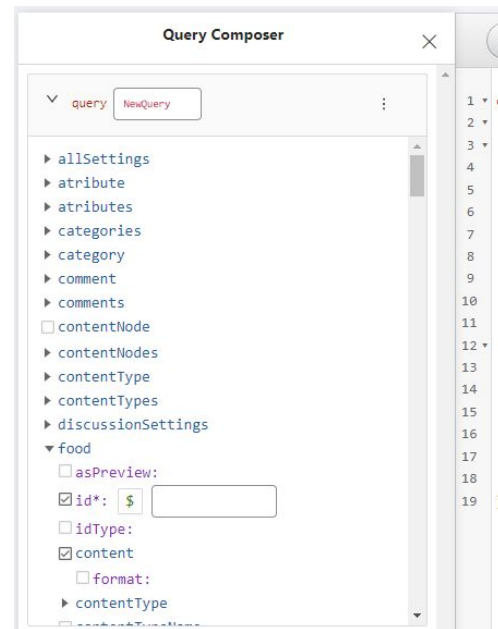 Query Composer
query NewQuery
allSettings
atribute
atributes
categories
category
comment
comments
contentNode
contentNodes
contentType
contentTypes
discussionSettings
food
asPreview:
id*: $
idType:
content
format:
contentType
contentTypeName
1
2
3
4
5
6
7
8
9
10
11
12
13
14
15
16
17
18
19